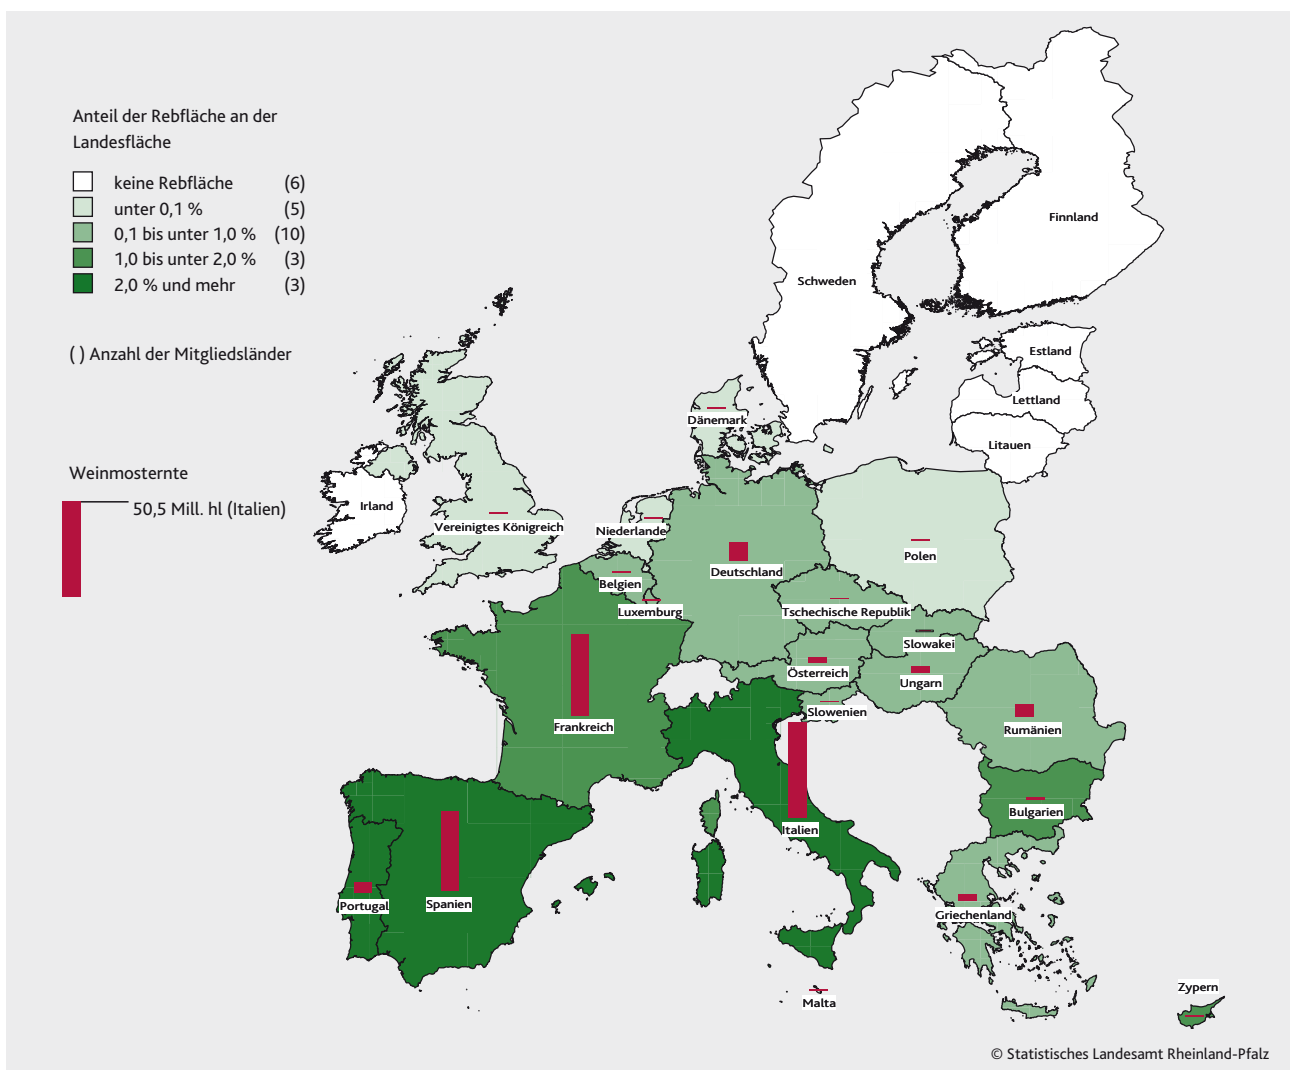 Anteil der Rebfläche an der
Landesfläche
keine Rebfläche (6)
unter 0,1 % (5)
0,1 bis unter 1,0 % (10)
1,0 bis unter 2,0 % (3)
2,0 % und mehr (3)
( ) Anzahl der Mitgliedsländer
Weinmosternte
50,5 Mill. hl (Italien)
Finnland
Schweden
Estland
Lettland
Litauen
Dänemark
Irland
Vereinigtes Königreich
Niederlande
Polen
Belgien
Deutschland
Luxemburg
Tschechische Republik
Slowakei
Österreich
Ungarn
Slowenien
Frankreich
Rumänien
Bulgarien
Italien
Portugal
Spanien
Griechenland
Malta
Zypern
© Statistisches Landesamt Rheinland-Pfalz